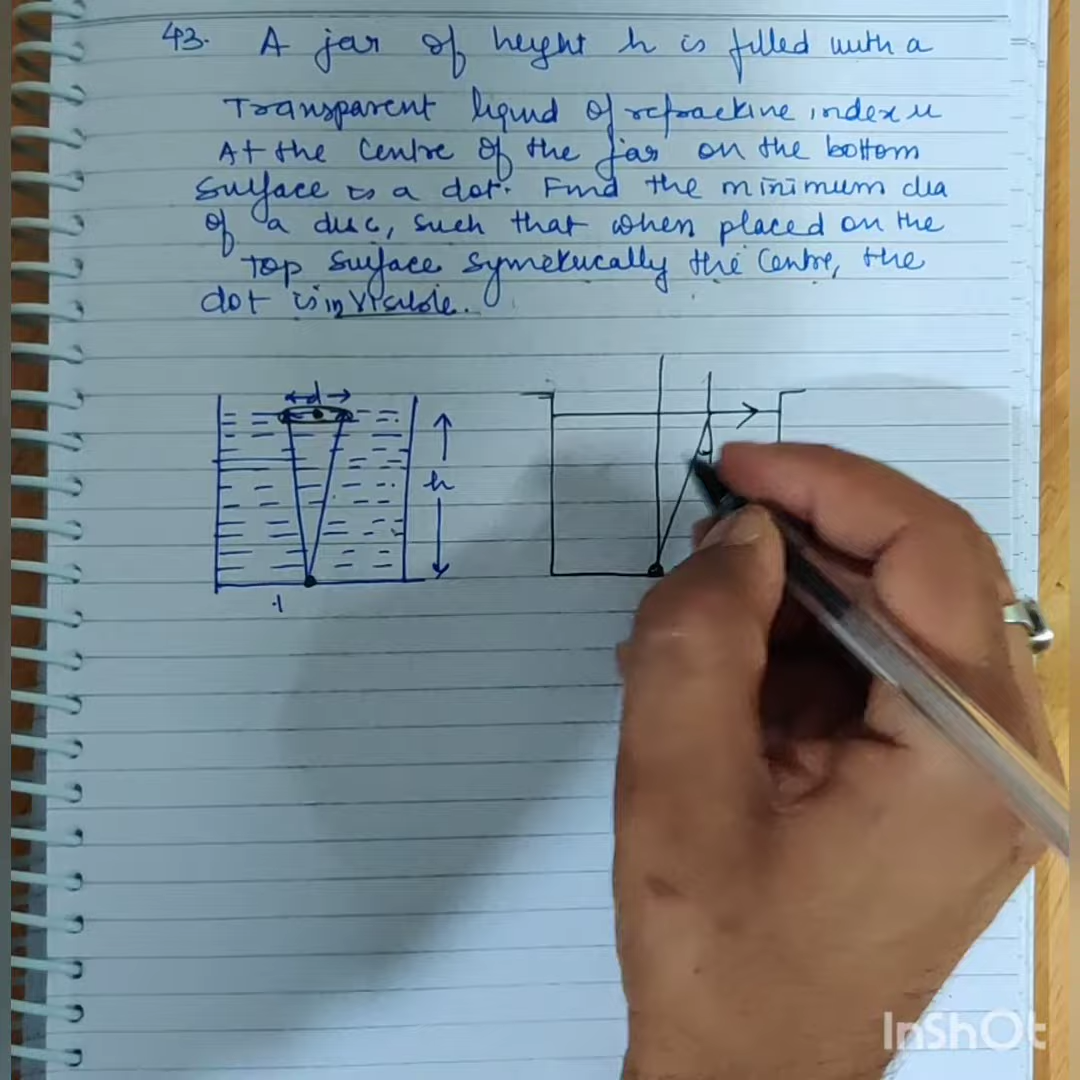 43. A jar of height h is filled with a
Transparent liquid of refractive index u
At the centre of the jar on the bottom
Surface is a dot. Find the minimum dia
of a disc, such that when placed on the
Top surface symetrically the centre, the
dot is invisible.
d
h
InShOt